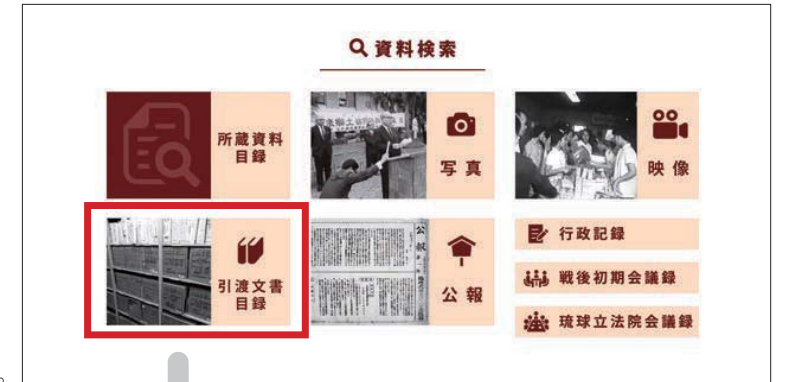 資料検索
所蔵資料
目録
写真
映像
引渡文書
目録
公報
行政記録
戦後初期会議録
琉球立法院会議録